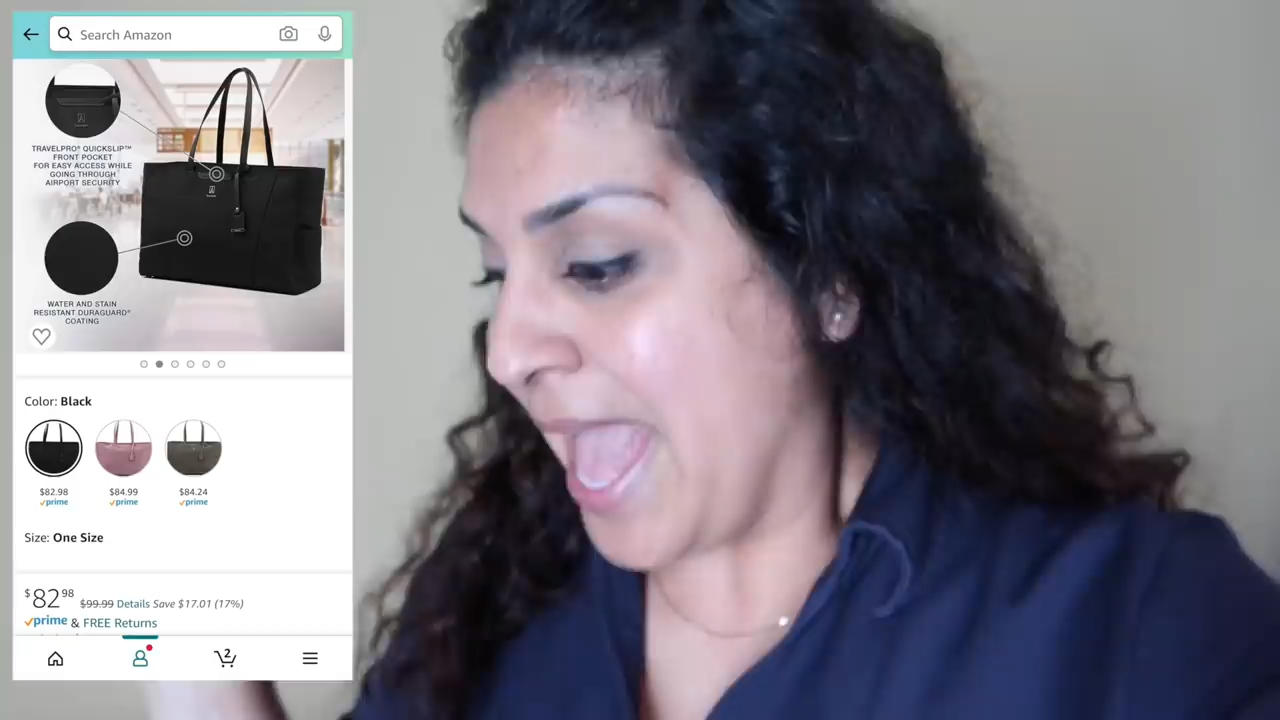 Search Amazon
TRAVELPRO® QUICKSLIP™
FRONT POCKET
FOR EASY ACCESS WHILE
GOING THROUGH
AIRPORT SECURITY
WATER AND STAIN
RESISTANT DURAGUARD®
COATING
Color: Black
$82.98 $84.99 $84.24
prime prime prime
Size: One Size
$82.98 $99.99 Details Save $17.01 (17%)
prime & FREE Returns
2